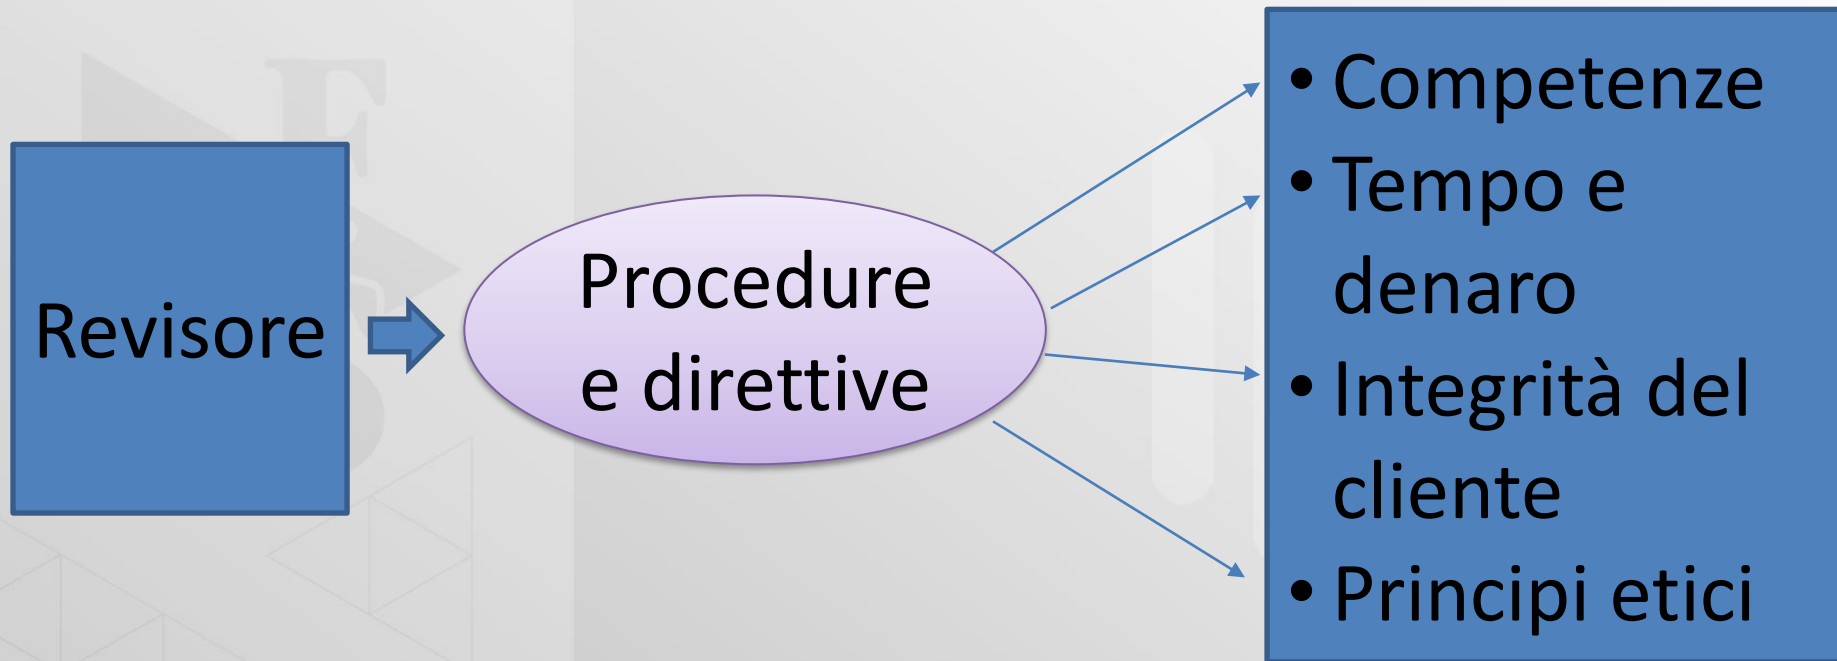 Revisore
Procedure
e direttive
• Competenze
• Tempo e
denaro
• Integrità del
cliente
• Principi etici